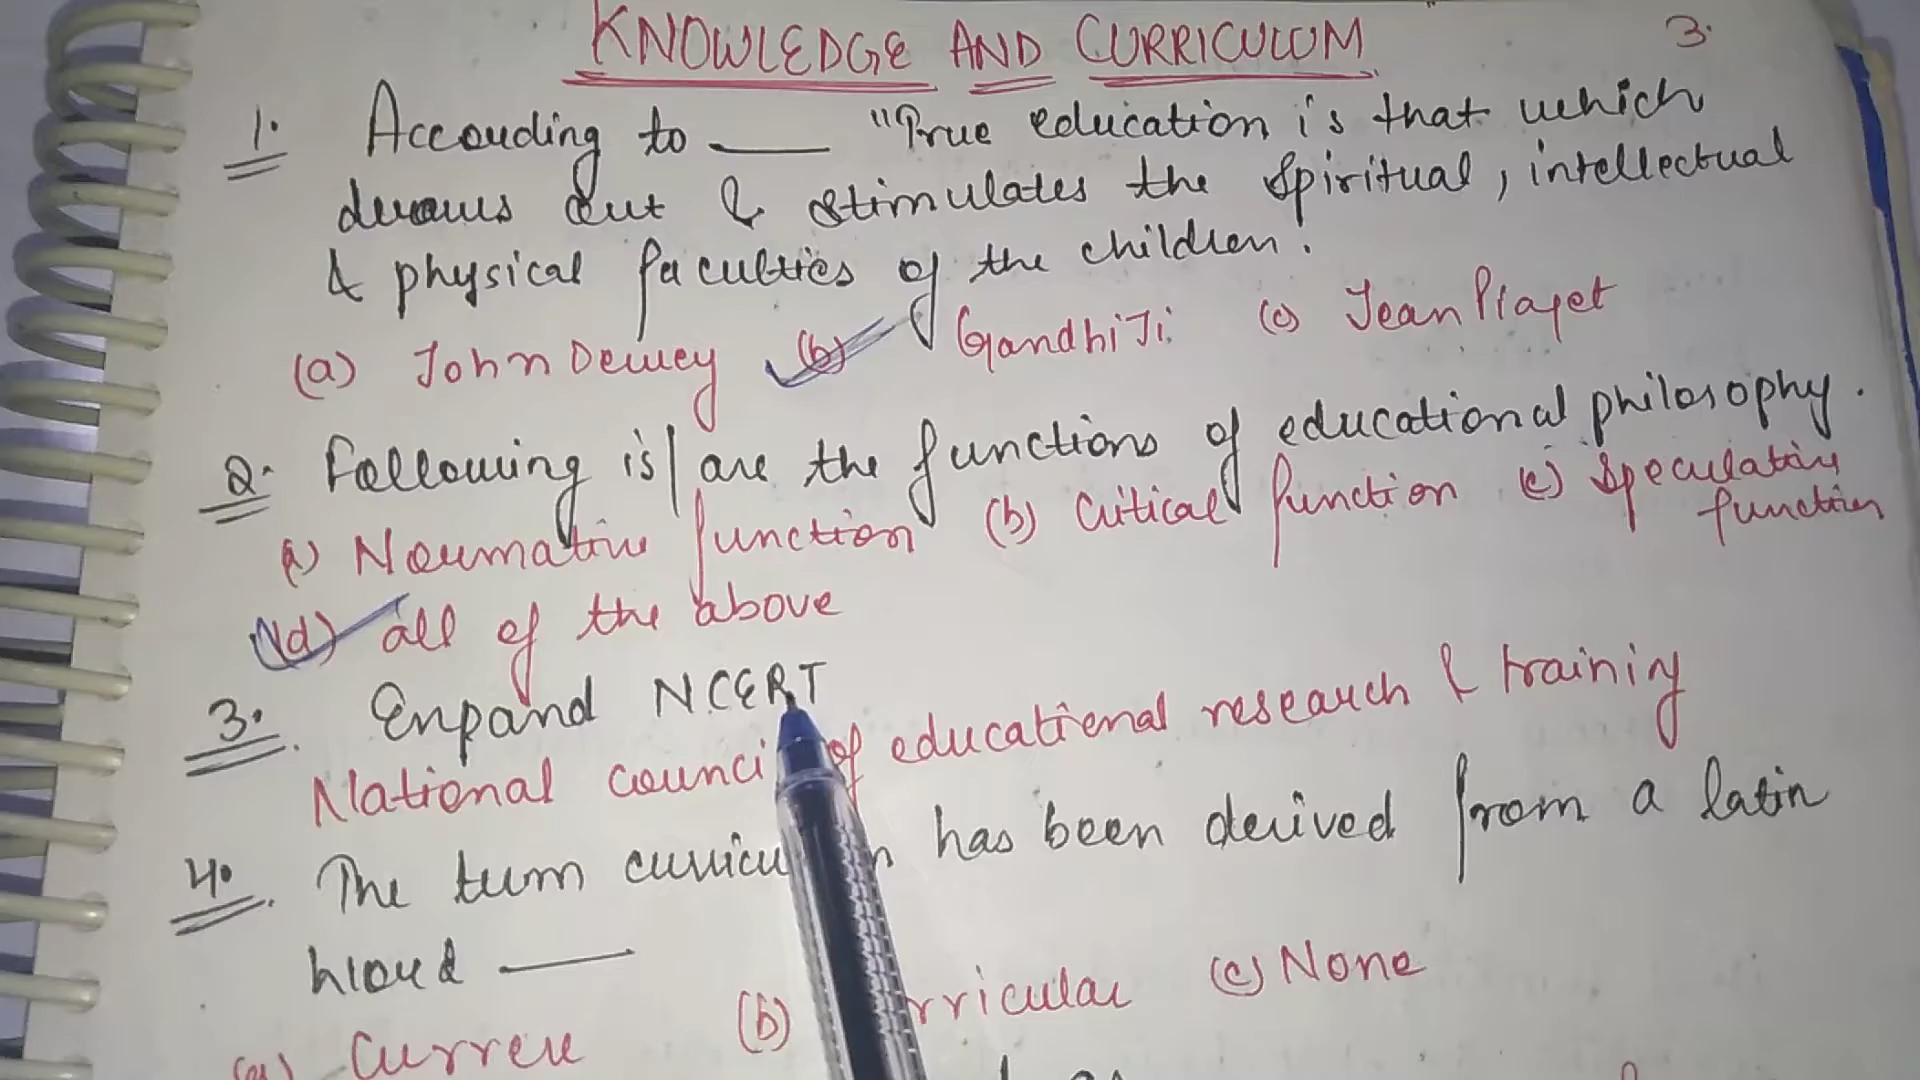 KNOWLEDGE AND CURRICULUM 3.
1. According to ___ "True education is that which
draws out & stimulates the spiritual, intellectual
& physical faculties of the children.
(a) John Dewey (b) GandhiJi (c) Jean Piaget
2. Following is/are the functions of educational philosophy.
(a) Normative function (b) Critical function (c) Speculative
function
(d) all of the above
3. Expand NCERT
National counci of educational research & training
4. The term curricu has been derived from a latin
word ___
(a) Currere (b) rricular (c) None